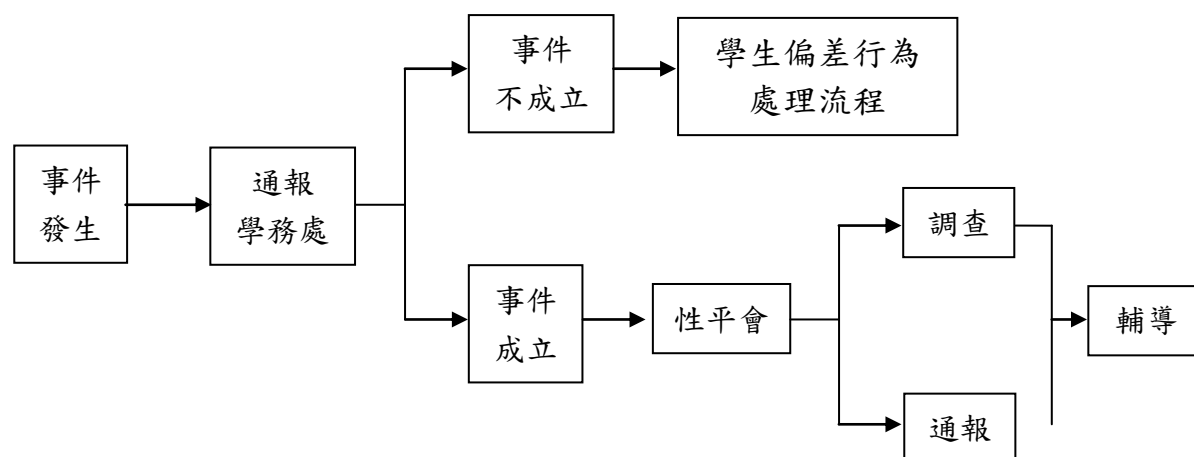 事件
發生
通報
學務處
事件
不成立
學生偏差行為
處理流程
事件
成立
性平會
調查
通報
輔導